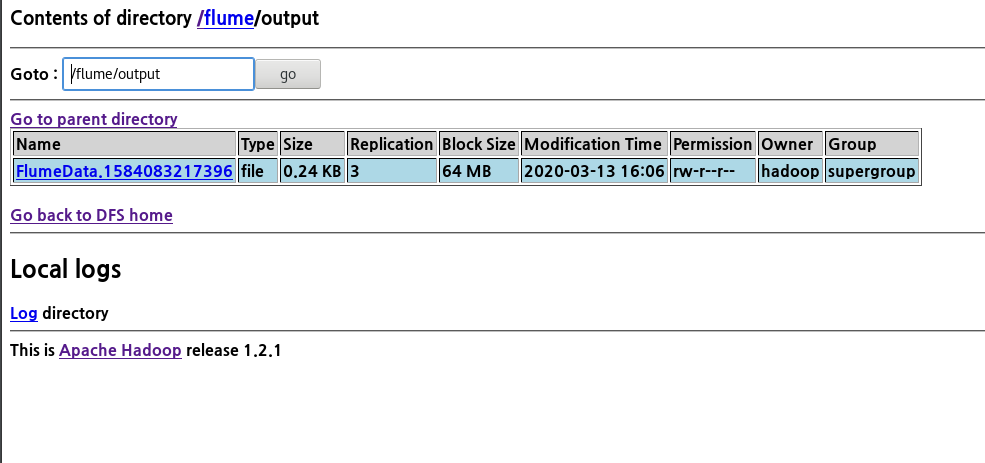 Contents of directory /flume/output
Goto : /flume/output go
Go to parent directory
Name Type Size Replication Block Size Modification Time Permission Owner Group
FlumeData.1584083217396 file 0.24 KB 3 64 MB 2020-03-13 16:06 rw-r--r-- hadoop supergroup
Go back to DFS home
Local logs
Log directory
This is Apache Hadoop release 1.2.1